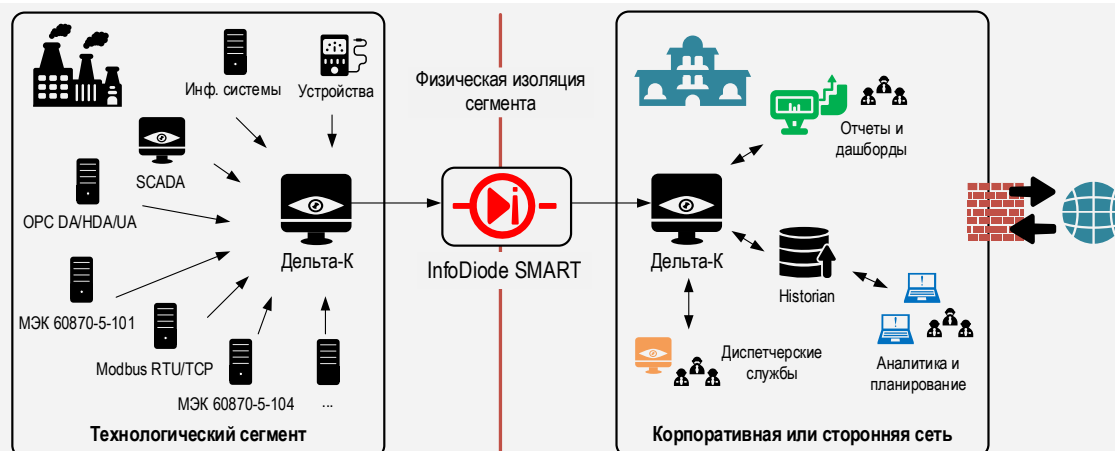 Инф. системы
Устройства
SCADA
OPC DA/HDA/UA
Дельта-К
МЭК 60870-5-101
Modbus RTU/TCP
МЭК 60870-5-104
...
Технологический сегмент
Физическая изоляция
сегмента
InfoDiode SMART
Отчеты и
дашборды
Дельта-К
Historian
Диспетчерские
службы
Аналитика и
планирование
Корпоративная или сторонняя сеть